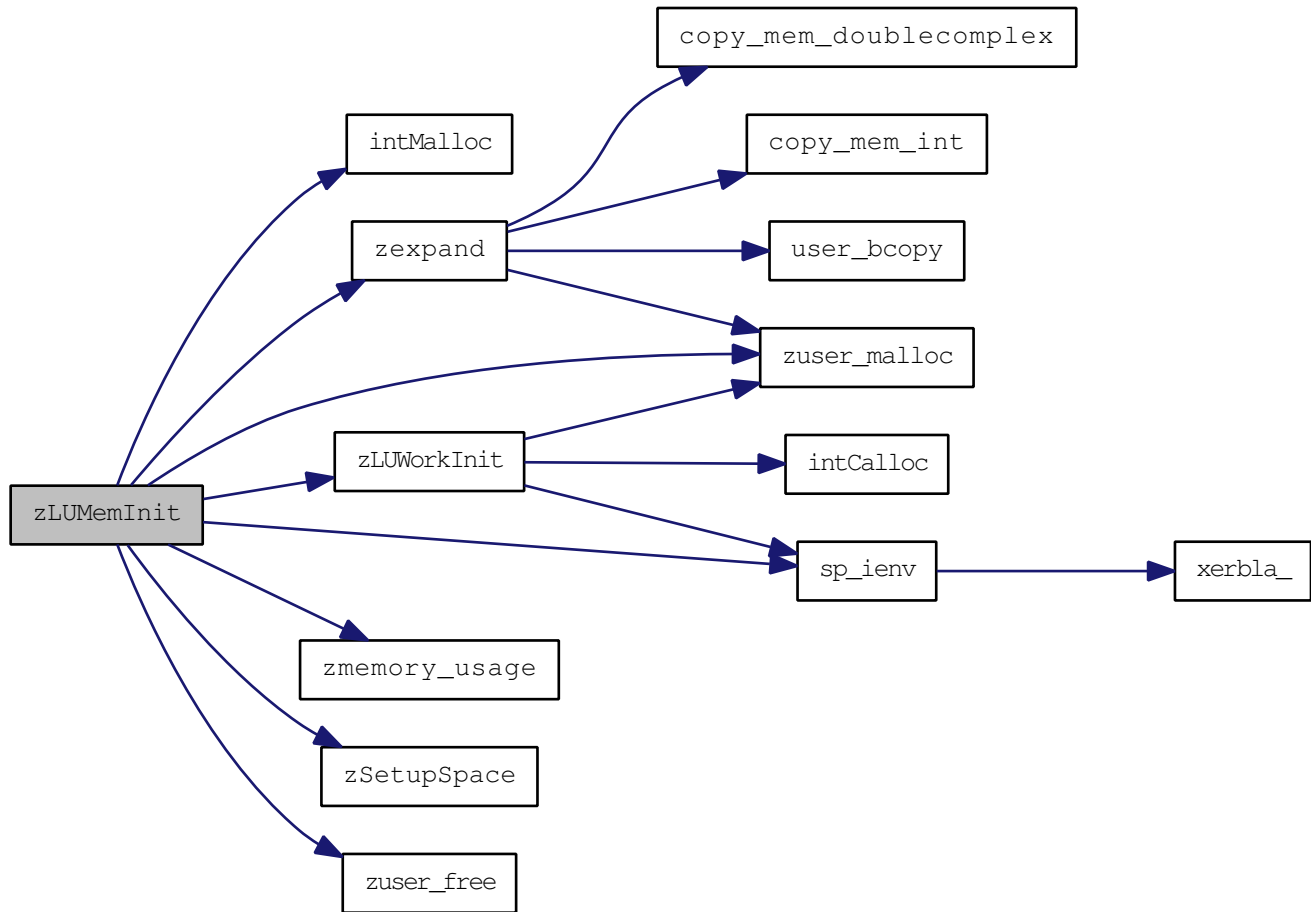 copy_mem_doublecomplex
intMalloc
copy_mem_int
zexpand
user_bcopy
zuser_malloc
zLUWorkInit
intCalloc
zLUMemInit
sp_ienv
xerbla_
zmemory_usage
zSetupSpace
zuser_free